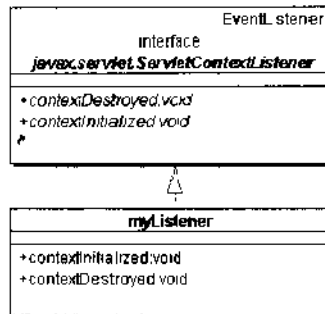 EventListener
interface
javax.servlet.ServletContextListener
+contextDestroyed:void
+contextInitialized:void
myListener
+contextInitialized:void
+contextDestroyed:void